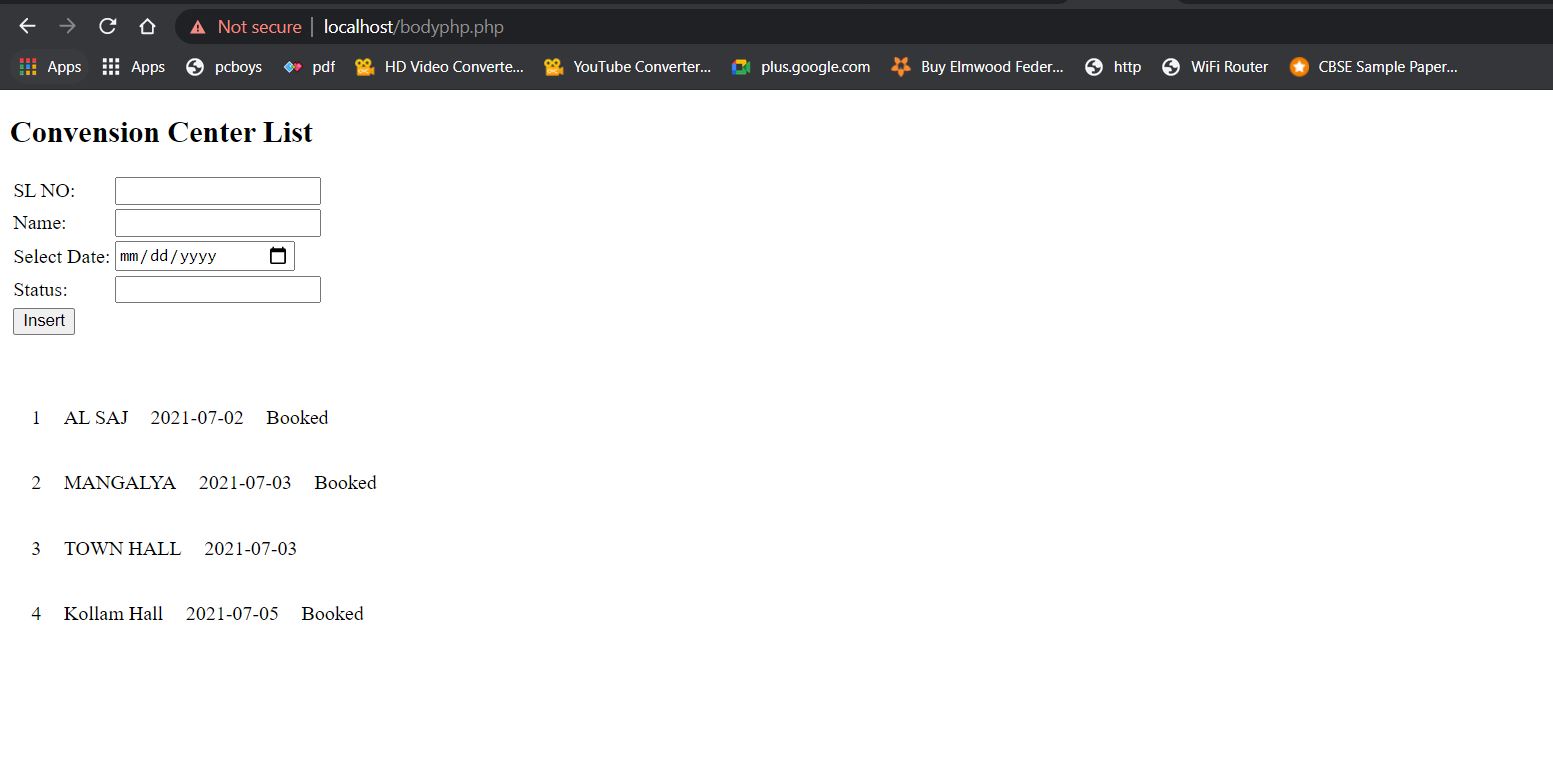 Not secure | localhost/bodyphp.php
Apps Apps pcboys pdf HD Video Converte... YouTube Converter... plus.google.com Buy Elmwood Feder... http WiFi Router CBSE Sample Paper...
Convension Center List
SL NO:
Name:
Select Date: mm/dd/yyyy
Status:
Insert
1 AL SAJ 2021-07-02 Booked
2 MANGALYA 2021-07-03 Booked
3 TOWN HALL 2021-07-03
4 Kollam Hall 2021-07-05 Booked